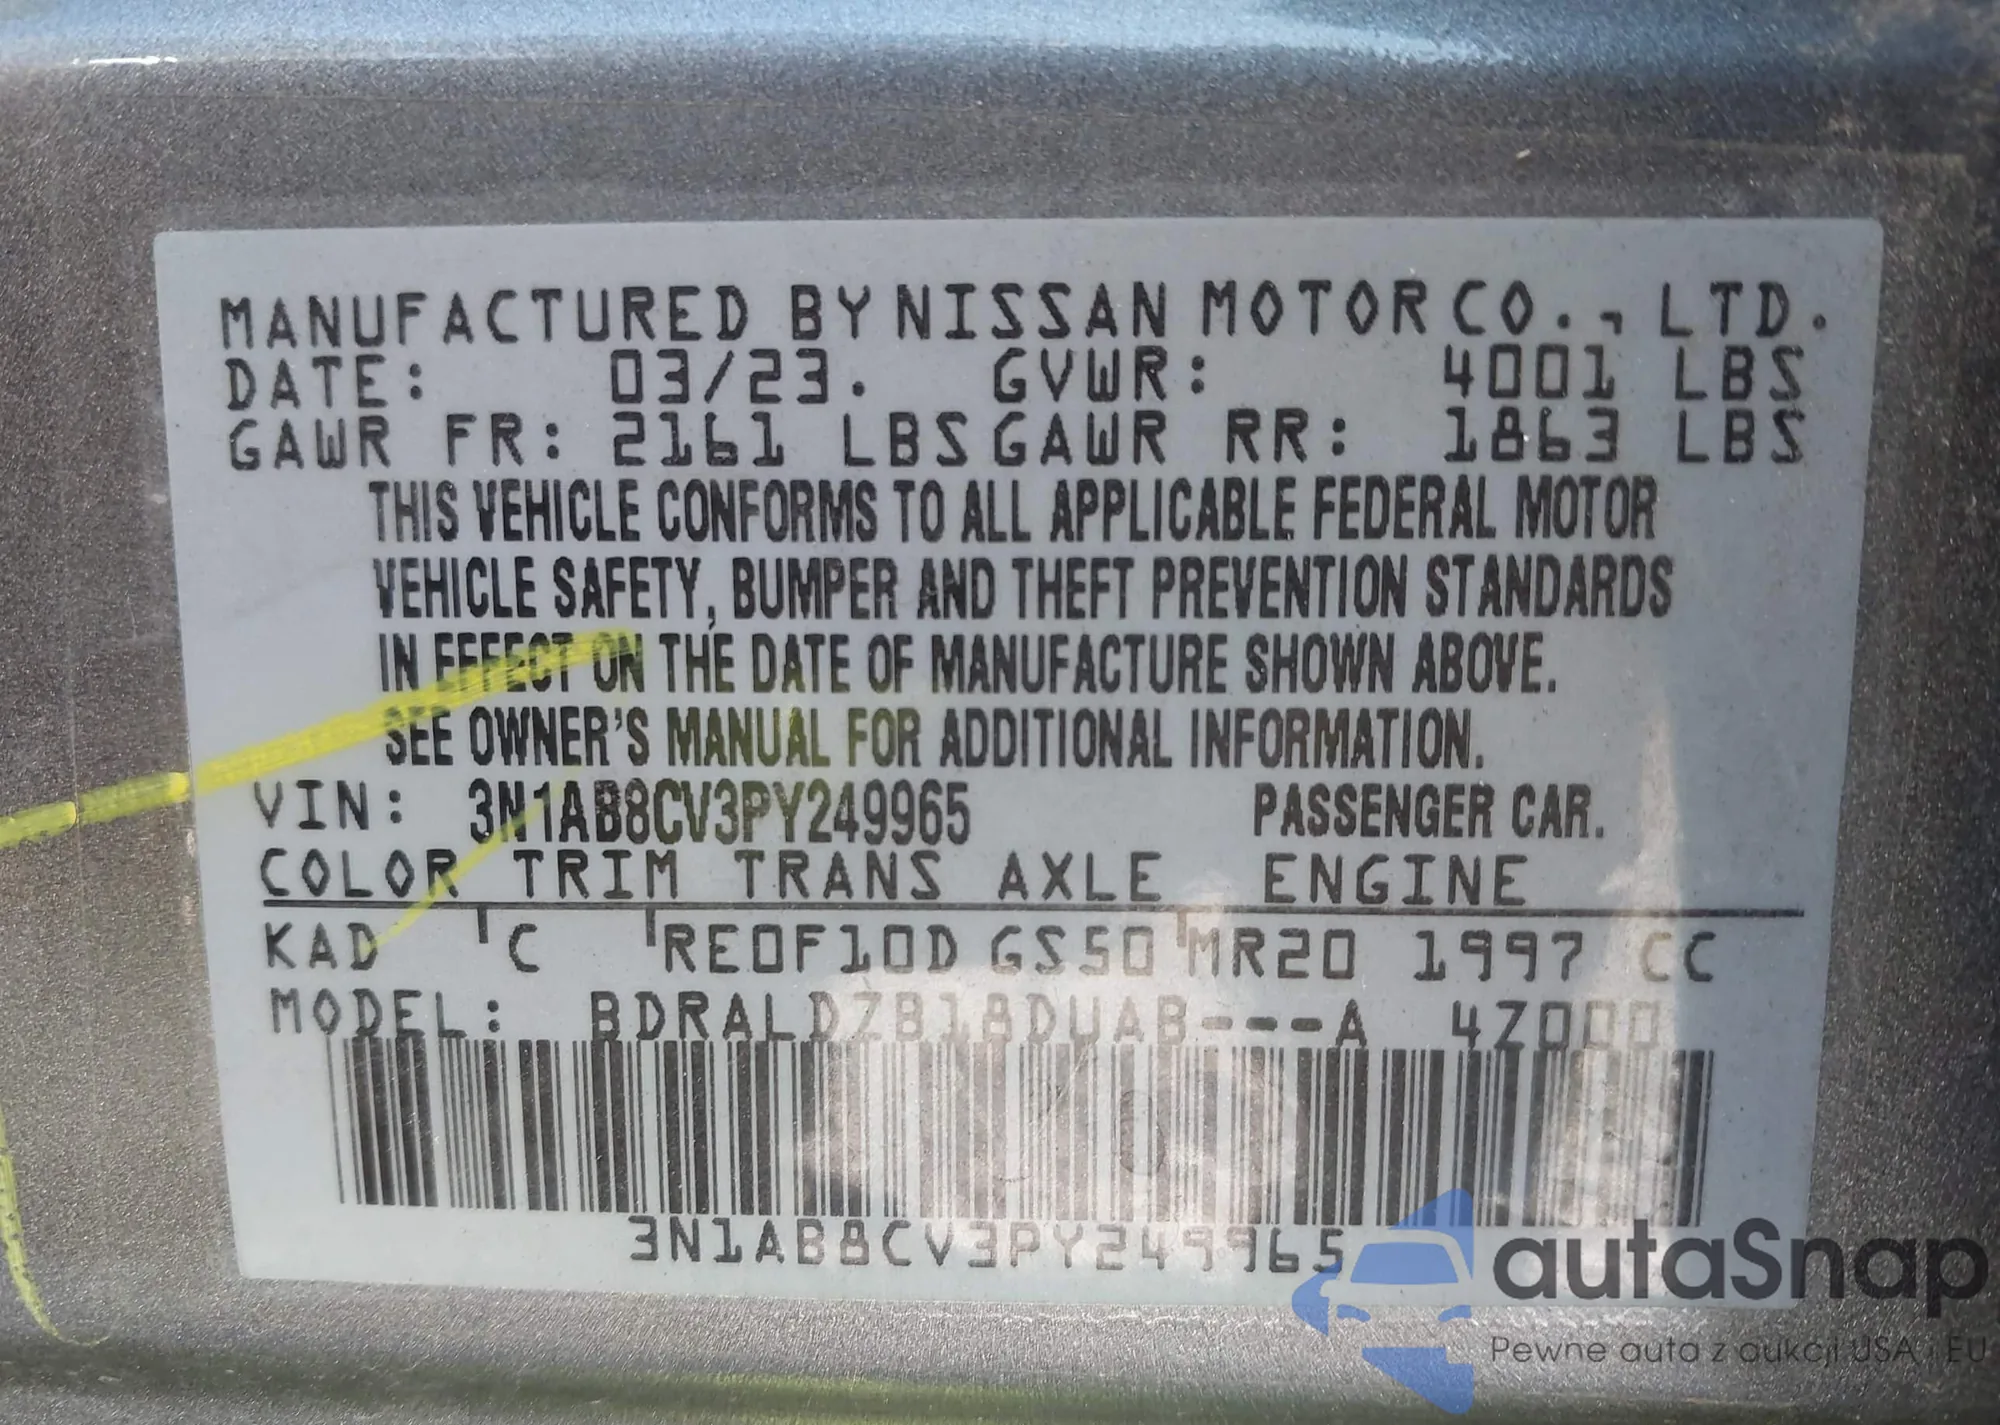 MANUFACTURED BY NISSAN MOTOR CO., LTD.
DATE: 03/23. GVWR: 4001 LBS
GAWR FR: 2161 LBS GAWR RR: 1863 LBS
THIS VEHICLE CONFORMS TO ALL APPLICABLE FEDERAL MOTOR
VEHICLE SAFETY, BUMPER AND THEFT PREVENTION STANDARDS
IN EFFECT ON THE DATE OF MANUFACTURE SHOWN ABOVE.
SEE OWNER'S MANUAL FOR ADDITIONAL INFORMATION.
VIN: 3N1AB8CV3PY249965 PASSENGER CAR.
COLOR TRIM TRANS AXLE ENGINE
KAD C RE0F10D GS50 MR20 1997 CC
MODEL: BDRALDZB18DUAB---A 4Z000
3N1AB8CV3PY249965
autaSnap
Pewne auta z aukcji USA i EU